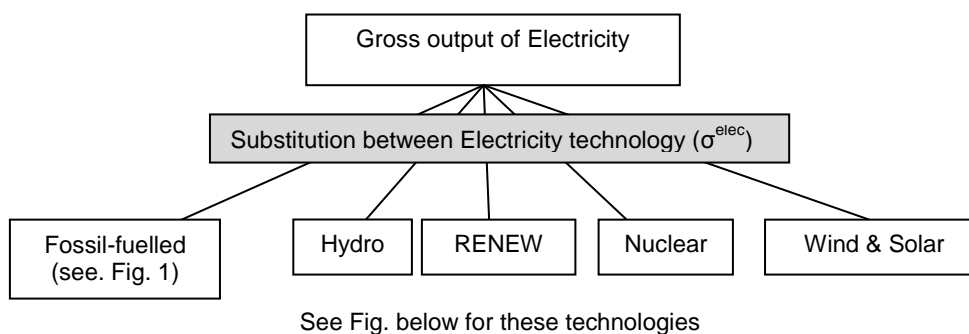 Gross output of Electricity
Substitution between Electricity technology (σ^elec)
Fossil-fuelled
(see. Fig. 1)
Hydro
RENEW
Nuclear
Wind & Solar
See Fig. below for these technologies